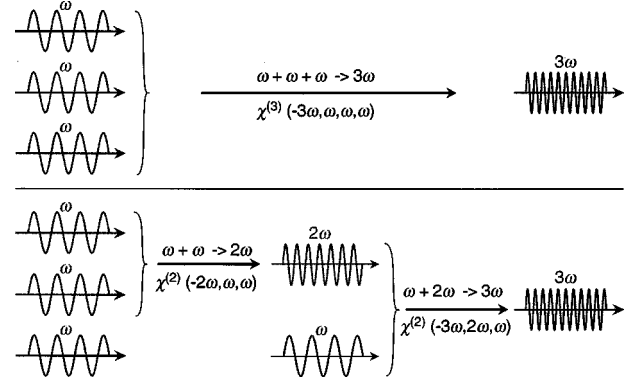 ω
ω
ω
ω + ω + ω -> 3ω
χ(3) (-3ω,ω,ω,ω)
3ω
ω
ω
ω
ω + ω -> 2ω
χ(2) (-2ω,ω,ω)
2ω
ω
ω + 2ω -> 3ω
χ(2) (-3ω,2ω,ω)
3ω